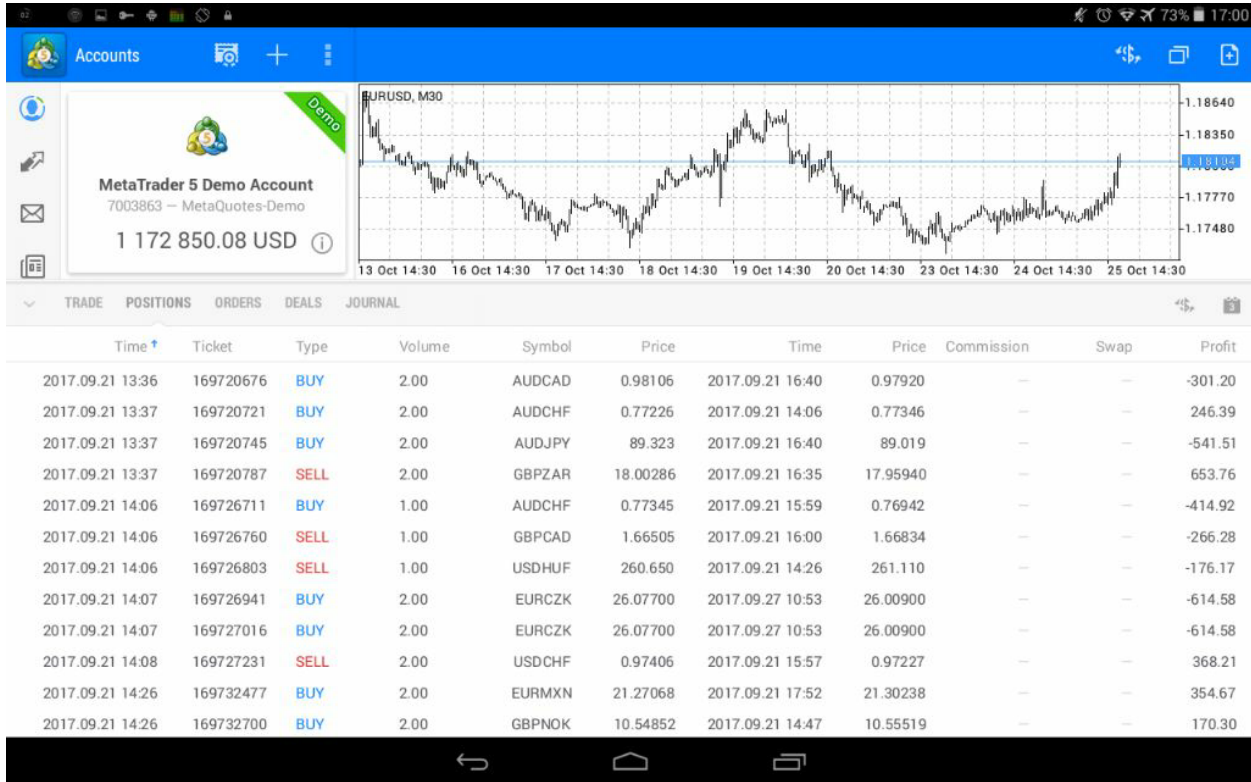 02 73% 17:00
Accounts
Demo
MetaTrader 5 Demo Account
7003863 — MetaQuotes-Demo
1 172 850.08 USD
EURUSD, M30
1.18640
1.18350
1.18104
1.17770
1.17480
13 Oct 14:30 16 Oct 14:30 17 Oct 14:30 18 Oct 14:30 19 Oct 14:30 20 Oct 14:30 23 Oct 14:30 24 Oct 14:30 25 Oct 14:30
TRADE POSITIONS ORDERS DEALS JOURNAL
Time Ticket Type Volume Symbol Price Time Price Commission Swap Profit
2017.09.21 13:36 169720676 BUY 2.00 AUDCAD 0.98106 2017.09.21 16:40 0.97920 — — -301.20
2017.09.21 13:37 169720721 BUY 2.00 AUDCHF 0.77226 2017.09.21 14:06 0.77346 — — 246.39
2017.09.21 13:37 169720745 BUY 2.00 AUDJPY 89.323 2017.09.21 16:40 89.019 — — -541.51
2017.09.21 13:37 169720787 SELL 2.00 GBPZAR 18.00286 2017.09.21 16:35 17.95940 — — 653.76
2017.09.21 14:06 169726711 BUY 1.00 AUDCHF 0.77345 2017.09.21 15:59 0.76942 — — -414.92
2017.09.21 14:06 169726760 SELL 1.00 GBPCAD 1.66505 2017.09.21 16:00 1.66834 — — -266.28
2017.09.21 14:06 169726803 SELL 1.00 USDHUF 260.650 2017.09.21 14:26 261.110 — — -176.17
2017.09.21 14:07 169726941 BUY 2.00 EURCZK 26.07700 2017.09.27 10:53 26.00900 — — -614.58
2017.09.21 14:07 169727016 BUY 2.00 EURCZK 26.07700 2017.09.27 10:53 26.00900 — — -614.58
2017.09.21 14:08 169727231 SELL 2.00 USDCHF 0.97406 2017.09.21 15:57 0.97227 — — 368.21
2017.09.21 14:26 169732477 BUY 2.00 EURMXN 21.27068 2017.09.21 17:52 21.30238 — — 354.67
2017.09.21 14:26 169732700 BUY 2.00 GBPNOK 10.54852 2017.09.21 14:47 10.55519 — — 170.30